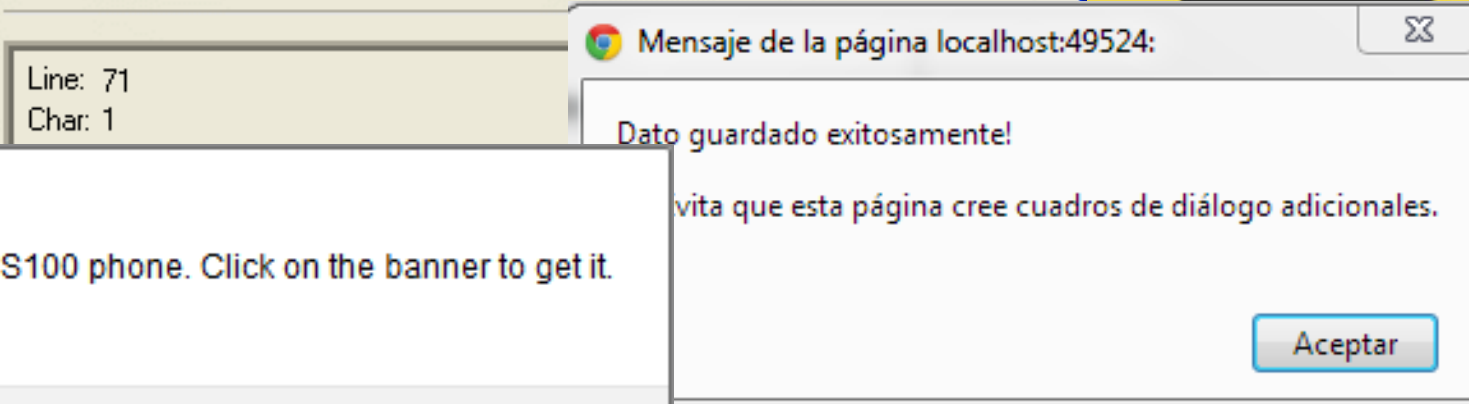 Line: 71
Char: 1
S100 phone. Click on the banner to get it.
Mensaje de la página localhost:49524:
Dato guardado exitosamente!
vita que esta página cree cuadros de diálogo adicionales.
Aceptar